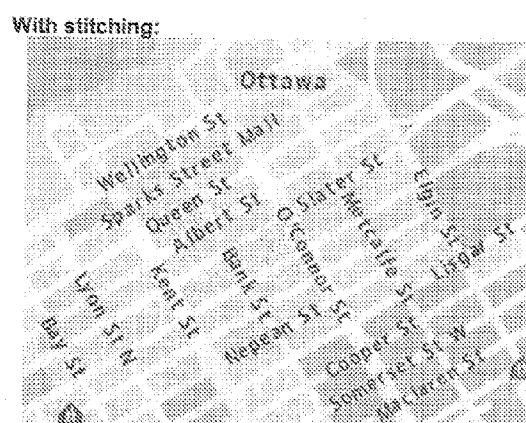 With stitching:
Ottawa
Wellington St
Sparks Street Mall
Queen St
Albert St
Slater St
O'Connor St
Metcalfe St
Elgin St
Lisgar St
Bank St
Kent St
Lyon St N
Bay St
Nepean St
Cooper St
Somerset St W
Maclaren St